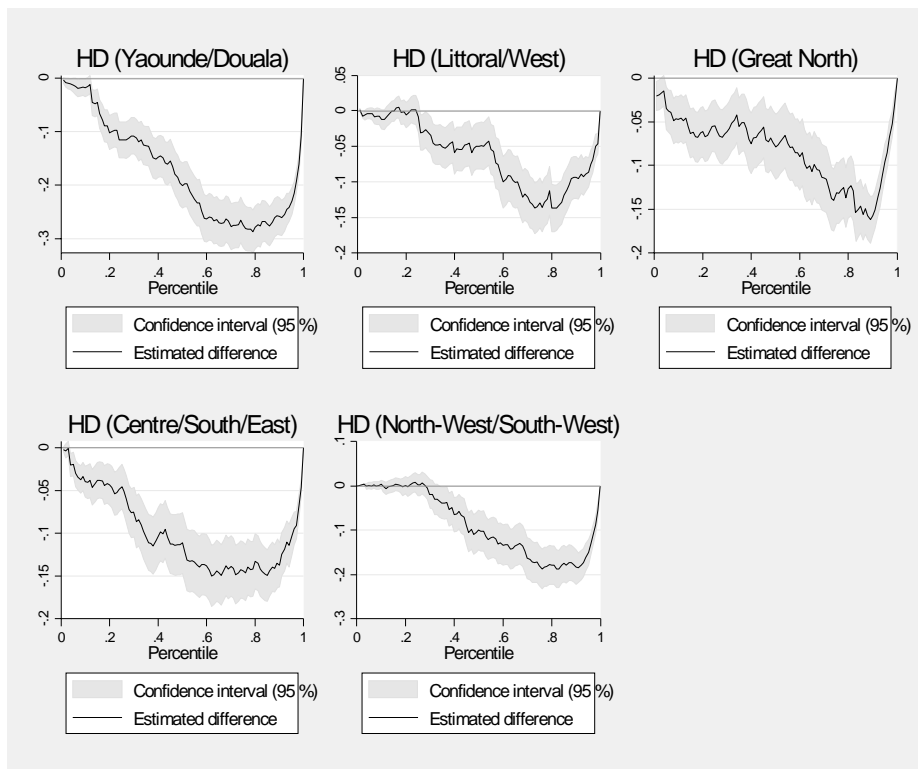 HD (Yaounde/Douala)
0
-.1
-.2
-.3
0 .2 .4 .6 .8 1
Percentile
Confidence interval (95 %)
Estimated difference
HD (Littoral/West)
.05
0
-.05
-.1
-.15
-.2
0 .2 .4 .6 .8 1
Percentile
Confidence interval (95 %)
Estimated difference
HD (Great North)
0
-.05
-.1
-.15
-.2
0 .2 .4 .6 .8 1
Percentile
Confidence interval (95 %)
Estimated difference
HD (Centre/South/East)
0
-.05
-.1
-.15
-.2
0 .2 .4 .6 .8 1
Percentile
Confidence interval (95 %)
Estimated difference
HD (North-West/South-West)
.1
0
-.1
-.2
-.3
0 .2 .4 .6 .8 1
Percentile
Confidence interval (95 %)
Estimated difference